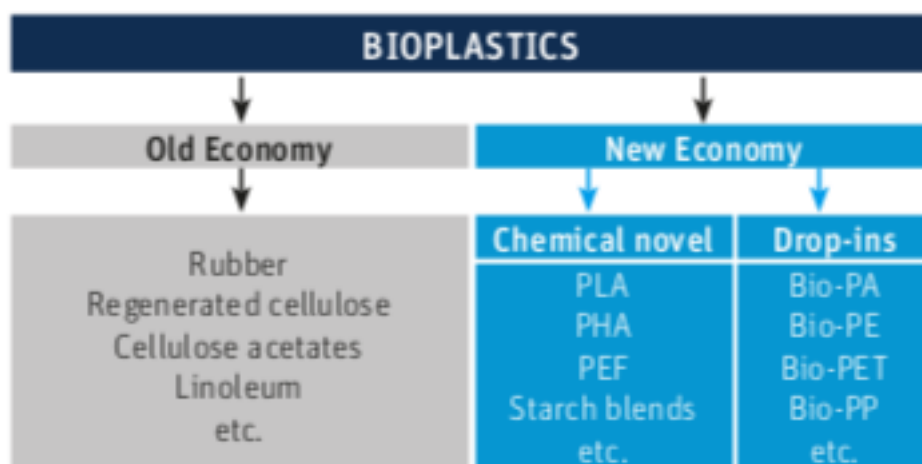 BIOPLASTICS
Old Economy
New Economy
Rubber
Regenerated cellulose
Cellulose acetates
Linoleum
etc.
Chemical novel
PLA
PHA
PEF
Starch blends
etc.
Drop-ins
Bio-PA
Bio-PE
Bio-PET
Bio-PP
etc.